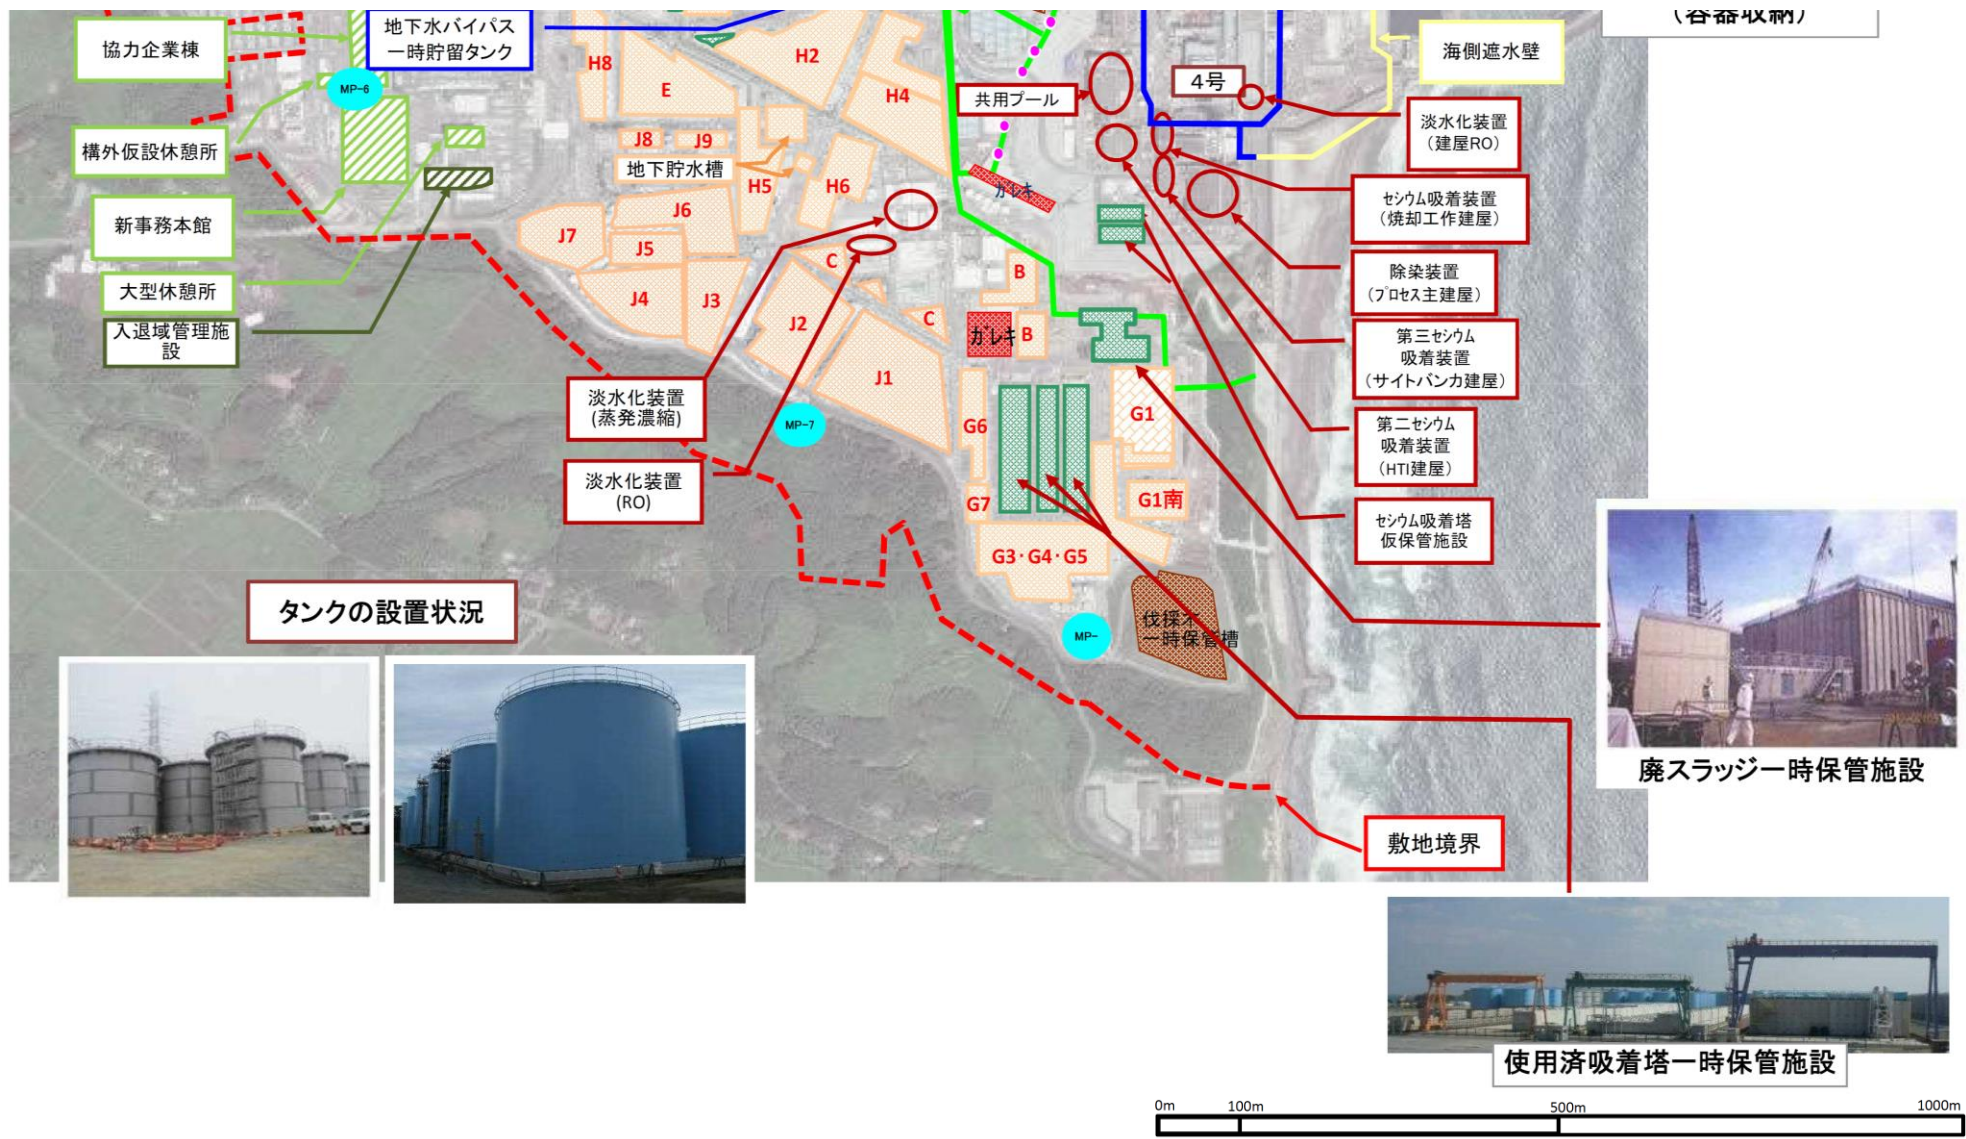 (容器収納)
協力企業棟
地下水バイパス
一時貯留タンク
海側遮水壁
H8
E
H2
H4
MP-6
4号
共用プール
淡水化装置
(建屋RO)
構外仮設休憩所
J8
J9
地下貯水槽
H5
H6
ガレキ
セシウム吸着装置
(焼却工作建屋)
新事務本館
J7
J6
J5
J4
J3
C
B
除染装置
(プロセス主建屋)
大型休憩所
入退域管理施
設
J2
C
ガレキ
B
第三セシウム
吸着装置
(サイトバンカ建屋)
J1
淡水化装置
(蒸発濃縮)
MP-7
G6
G1
第二セシウム
吸着装置
(HTI建屋)
淡水化装置
(RO)
G7
G1南
セシウム吸着塔
仮保管施設
G3・G4・G5
タンクの設置状況
MP-
伐採木
一時保管槽
廃スラッジ一時保管施設
敷地境界
使用済吸着塔一時保管施設
0m
100m
500m
1000m